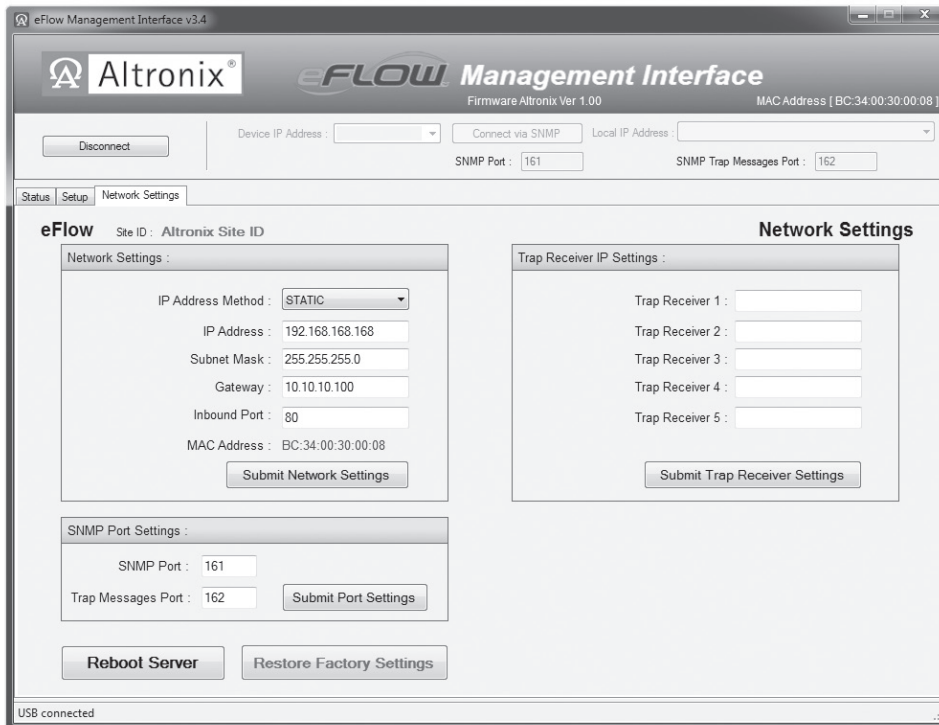 eFlow Management Interface v3.4
Altronix®
eFLOW Management Interface
Firmware Altronix Ver 1.00
MAC Address [ BC:34:00:30:00:08 ]
Disconnect
Device IP Address :
Connect via SNMP
Local IP Address :
SNMP Port : 161
SNMP Trap Messages Port : 162
Status Setup Network Settings
eFlow Site ID : Altronix Site ID
Network Settings
Network Settings :
IP Address Method : STATIC
IP Address : 192.168.168.168
Subnet Mask : 255.255.255.0
Gateway : 10.10.10.100
Inbound Port : 80
MAC Address : BC:34:00:30:00:08
Submit Network Settings
Trap Receiver IP Settings :
Trap Receiver 1 :
Trap Receiver 2 :
Trap Receiver 3 :
Trap Receiver 4 :
Trap Receiver 5 :
Submit Trap Receiver Settings
SNMP Port Settings :
SNMP Port : 161
Trap Messages Port : 162
Submit Port Settings
Reboot Server
Restore Factory Settings
USB connected